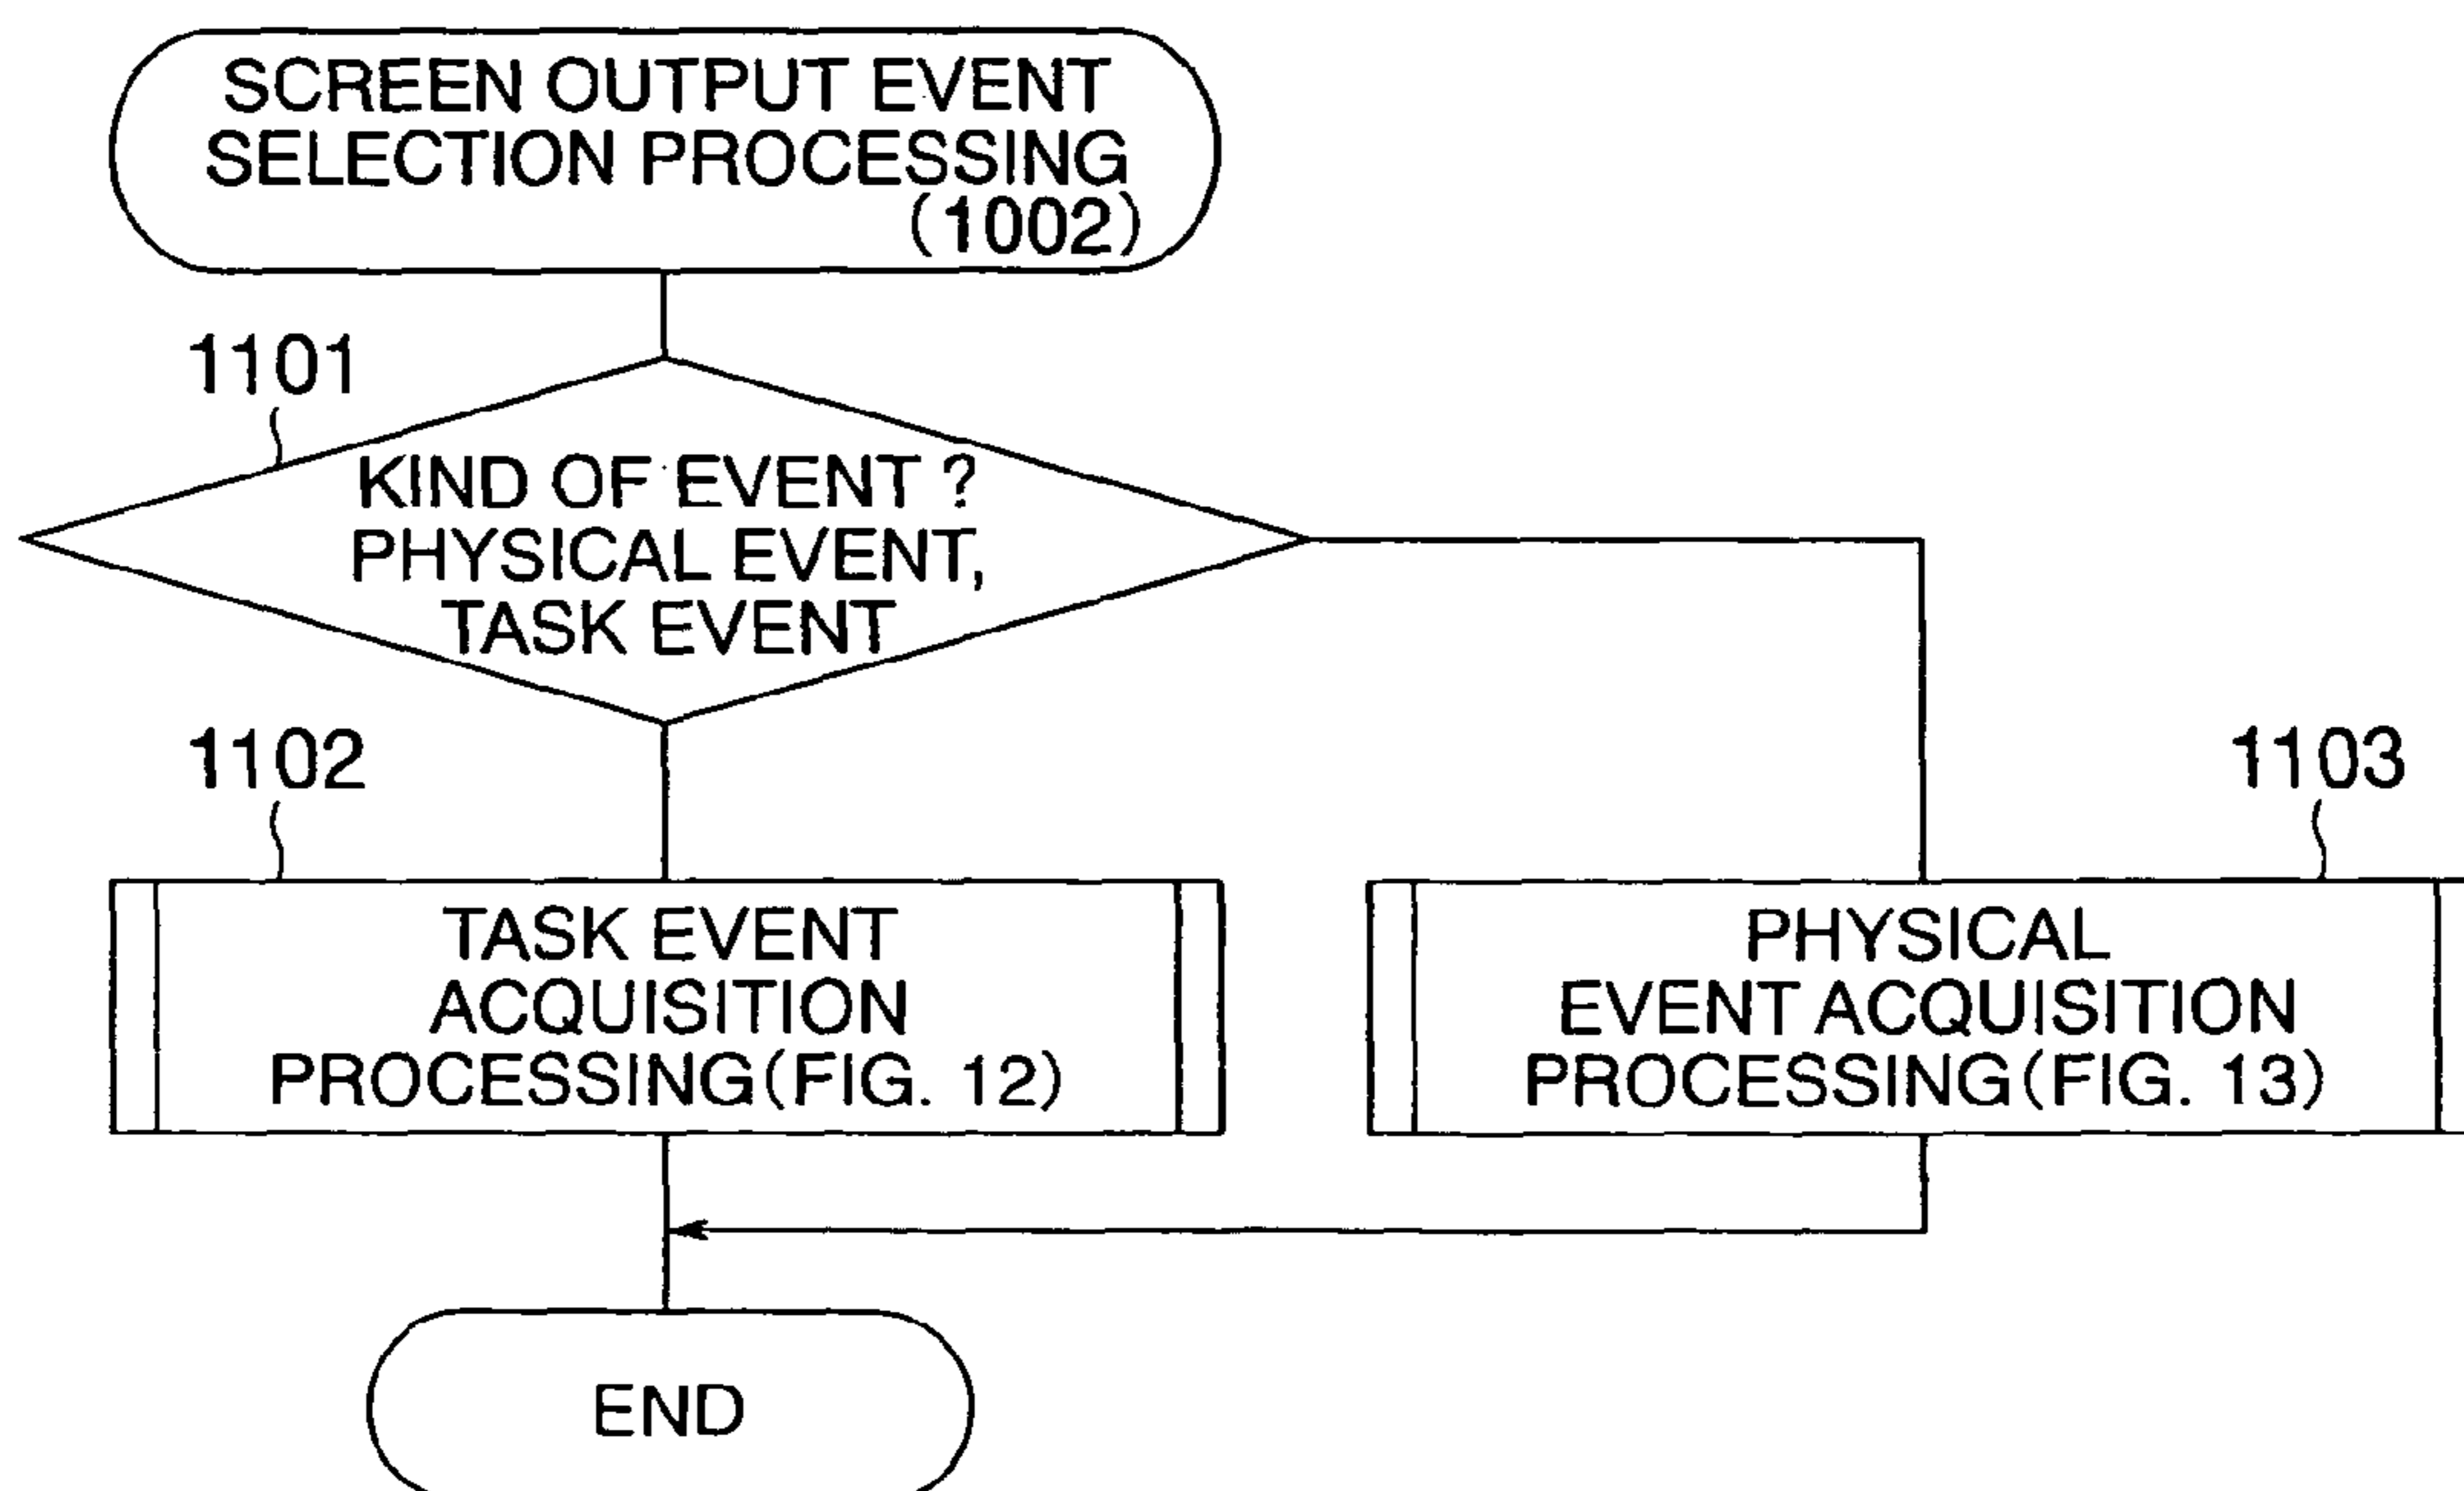 SCREEN OUTPUT EVENT
SELECTION PROCESSING
(1002)
1101
KIND OF EVENT ?
PHYSICAL EVENT,
TASK EVENT
1102
1103
TASK EVENT
ACQUISITION
PROCESSING(FIG. 12)
PHYSICAL
EVENT ACQUISITION
PROCESSING(FIG. 13)
END